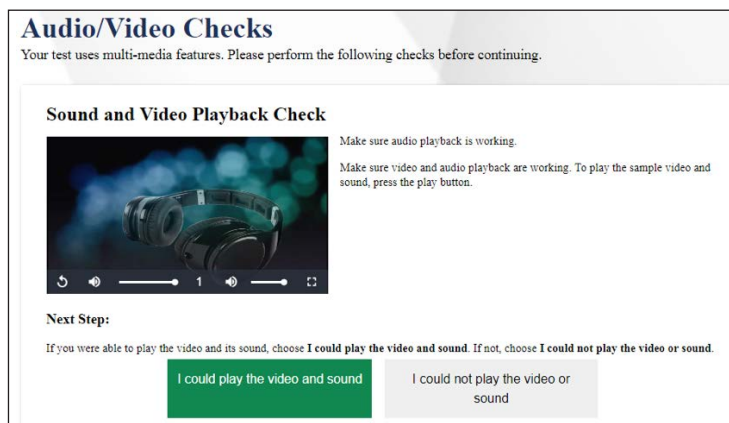 Audio/Video Checks
Your test uses multi-media features. Please perform the following checks before continuing.
Sound and Video Playback Check
Make sure audio playback is working.
Make sure video and audio playback are working. To play the sample video and
sound, press the play button.
1
Next Step:
If you were able to play the video and its sound, choose I could play the video and sound. If not, choose I could not play the video or sound.
I could play the video and sound
I could not play the video or
sound